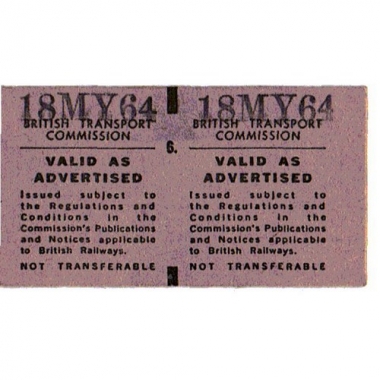 18MY64 18MY64
BRITISH TRANSPORT BRITISH TRANSPORT
COMMISSION COMMISSION
6.
VALID AS VALID AS
ADVERTISED ADVERTISED
Issued subject to Issued subject to
the Regulations and the Regulations and
Conditions in the Conditions in the
Commission's Publications Commission's Publications
and Notices applicable and Notices applicable
to British Railways. to British Railways.
NOT TRANSFERABLE NOT TRANSFERABLE